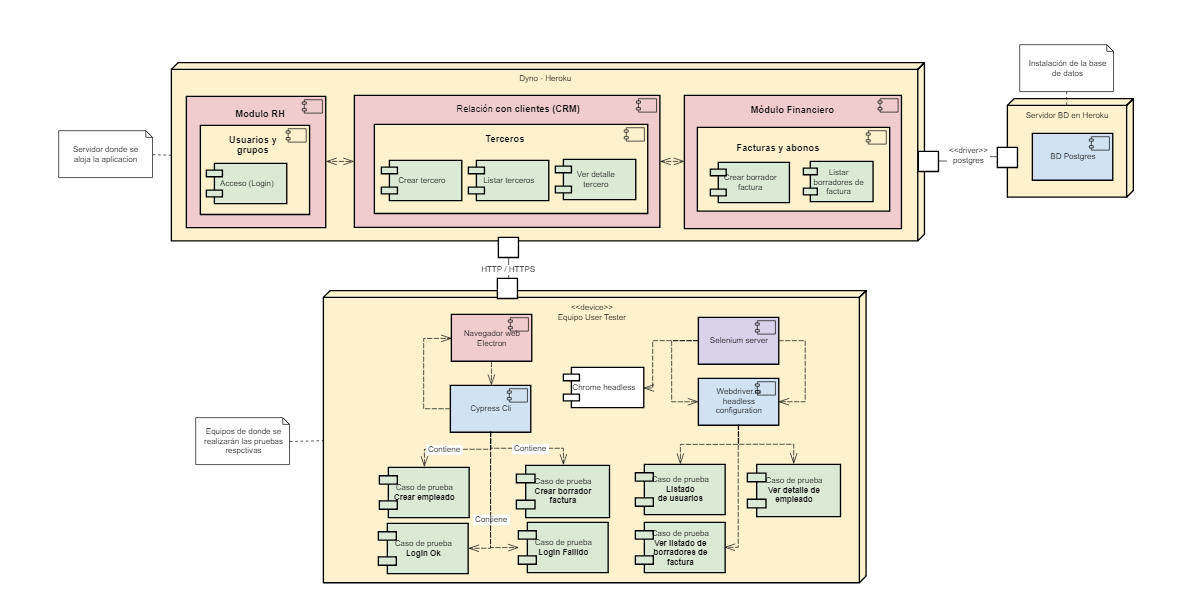 Instalación de la base
de datos
Dyno - Heroku
Servidor donde se
aloja la aplicacion
Modulo RH
Usuarios y
grupos
Acceso (Login)
Relación con clientes (CRM)
Terceros
Crear tercero
Listar terceros
Ver detalle
tercero
Módulo Financiero
Facturas y abonos
Crear borrador
factura
Listar
borradores de
factura
<<driver>>
postgres
Servidor BD en Heroku
BD Postgres
HTTP / HTTPS
<<device>>
Equipo User Tester
Navegador web
Electron
Cypress Cli
Chrome headless
Selenium server
headless
configuration
Equipos de donde se
realizarán las pruebas
respctivas
Contiene
Contiene
Contiene
Caso de prueba
Crear empleado
Caso de prueba
Crear borrador
factura
Caso de prueba
Login Ok
Caso de prueba
Login Fallido
Caso de prueba
Listado
de usuarios
Caso de prueba
Ver detalle de
empleado
Caso de prueba
Ver listado de
borradores de
factura